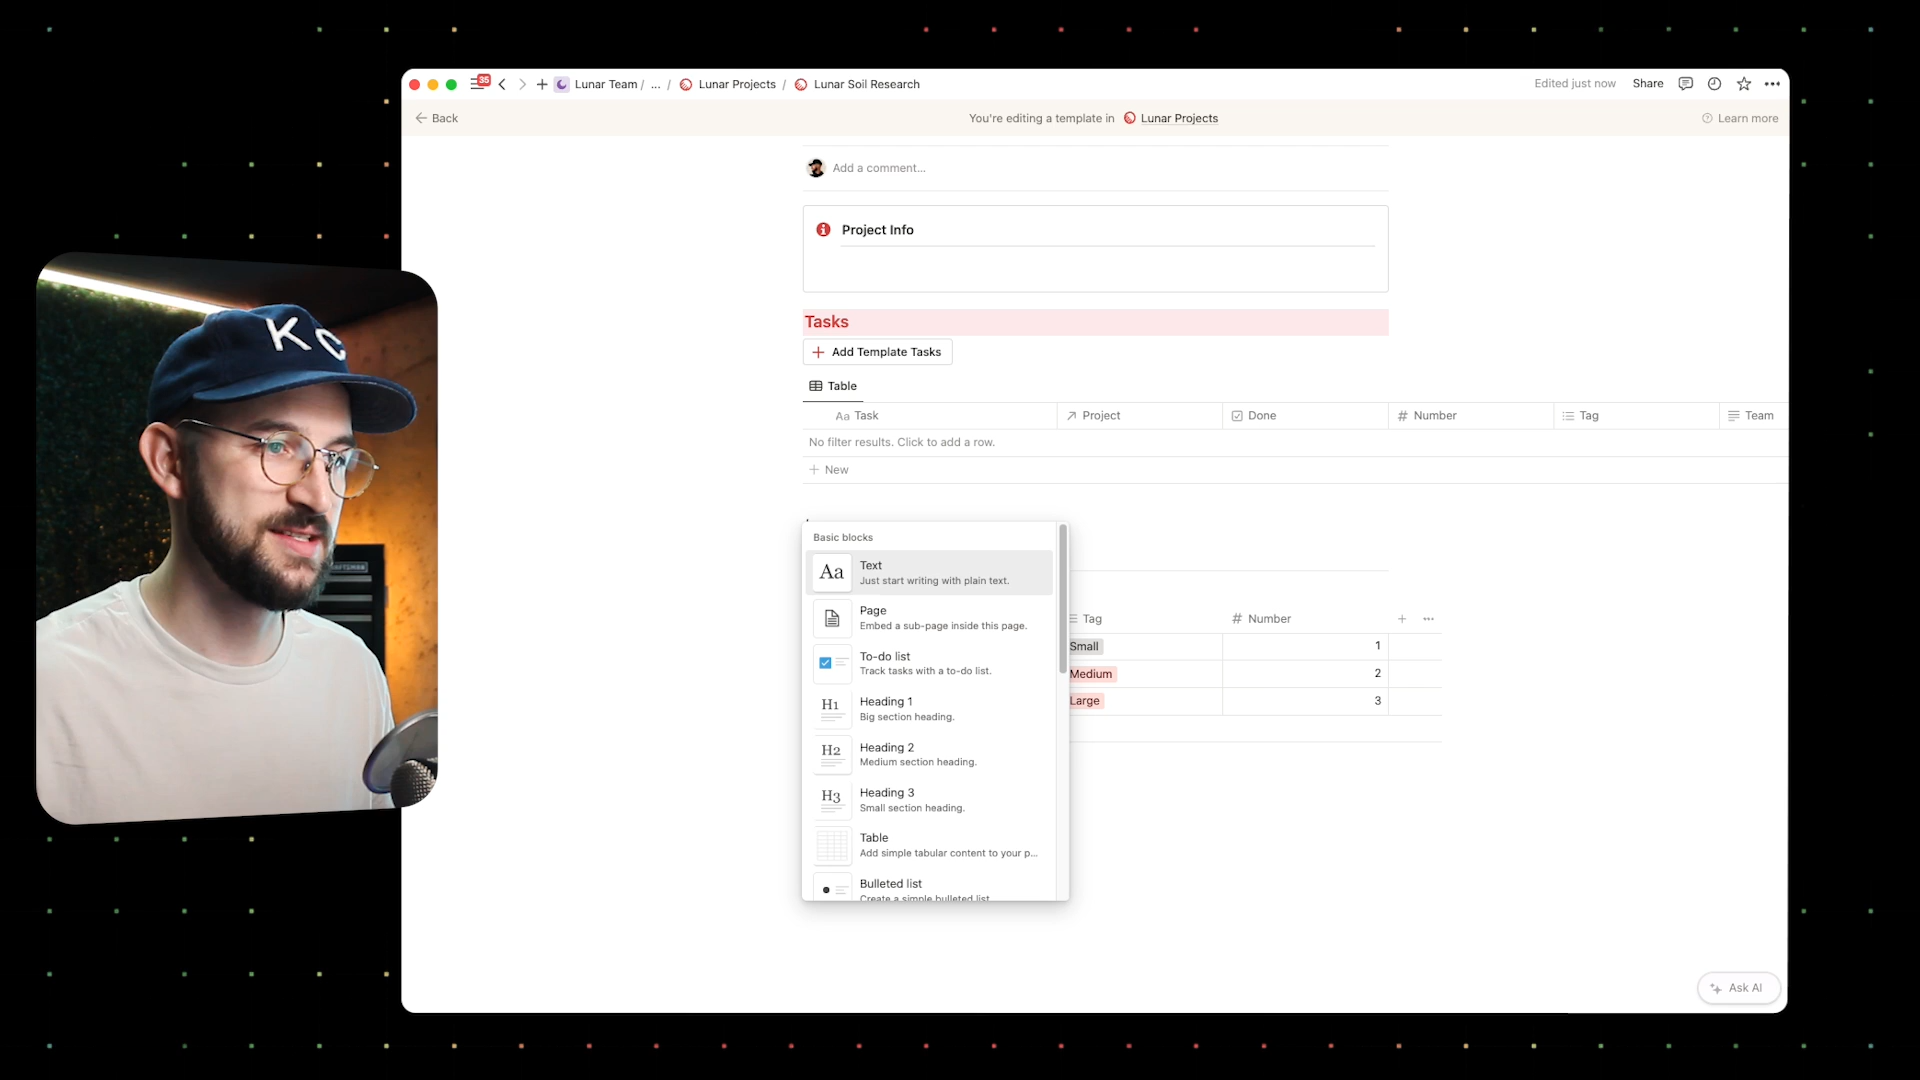 35
Lunar Team / ... / Lunar Projects / Lunar Soil Research
Edited just now
Share
Back
You're editing a template in Lunar Projects
Learn more
Add a comment...
Project Info
Tasks
Add Template Tasks
Table
Aa Task
Project
Done
# Number
Tag
Team
No filter results. Click to add a row.
+ New
Basic blocks
Aa
Text
Just start writing with plain text.
Page
Embed a sub-page inside this page.
To-do list
Track tasks with a to-do list.
H1
Heading 1
Big section heading.
H2
Heading 2
Medium section heading.
H3
Heading 3
Small section heading.
Table
Add simple tabular content to your p...
Bulleted list
Create a simple bulleted list
Tag
# Number
Small
1
Medium
2
Large
3
Ask AI
KC